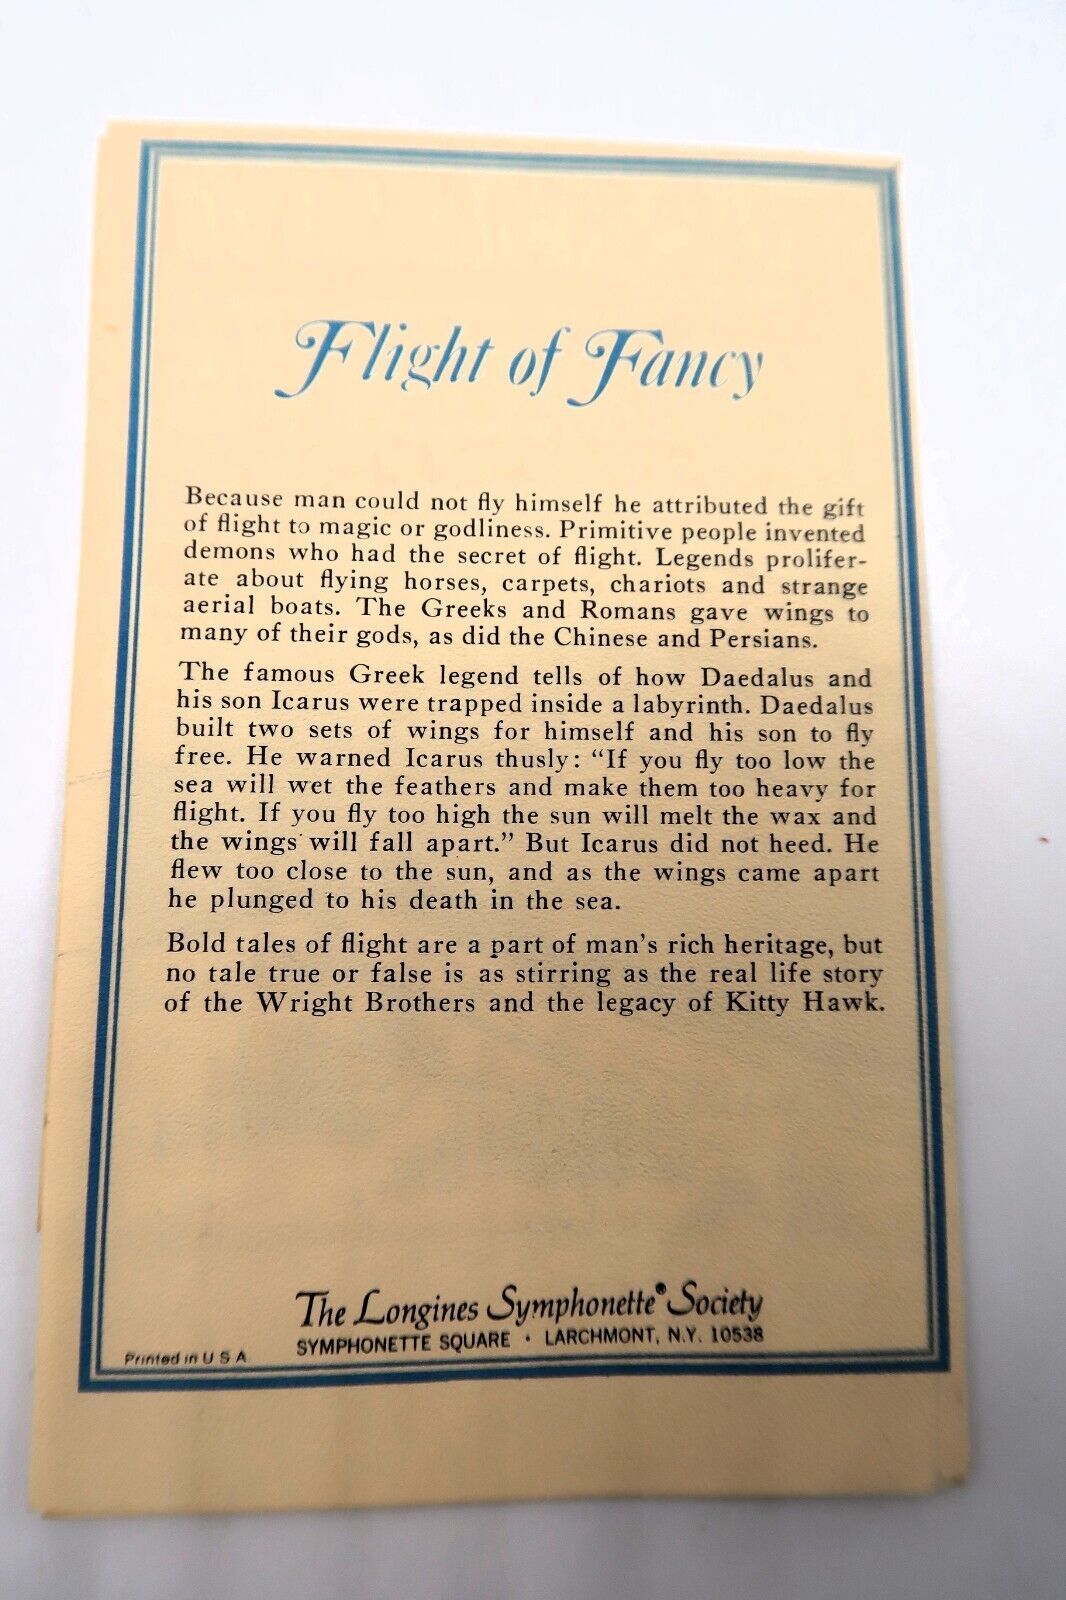 Flight of Fancy
Because man could not fly himself he attributed the gift
of flight to magic or godliness. Primitive people invented
demons who had the secret of flight. Legends prolifer-
ate about flying horses, carpets, chariots and strange
aerial boats. The Greeks and Romans gave wings to
many of their gods, as did the Chinese and Persians.
The famous Greek legend tells of how Daedalus and
his son Icarus were trapped inside a labyrinth. Daedalus
built two sets of wings for himself and his son to fly
free. He warned Icarus thusly: “If you fly too low the
sea will wet the feathers and make them too heavy for
flight. If you fly too high the sun will melt the wax and
the wings will fall apart.” But Icarus did not heed. He
flew too close to the sun, and as the wings came apart
he plunged to his death in the sea.
Bold tales of flight are a part of man’s rich heritage, but
no tale true or false is as stirring as the real life story
of the Wright Brothers and the legacy of Kitty Hawk.
The Longines Symphonette® Society
SYMPHONETTE SQUARE • LARCHMONT, N.Y. 10538
Printed in U S A